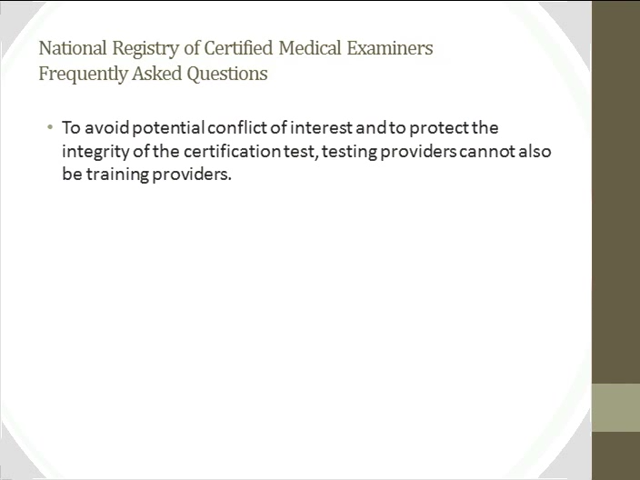 National Registry of Certified Medical Examiners
Frequently Asked Questions
• To avoid potential conflict of interest and to protect the
integrity of the certification test, testing providers cannot also
be training providers.